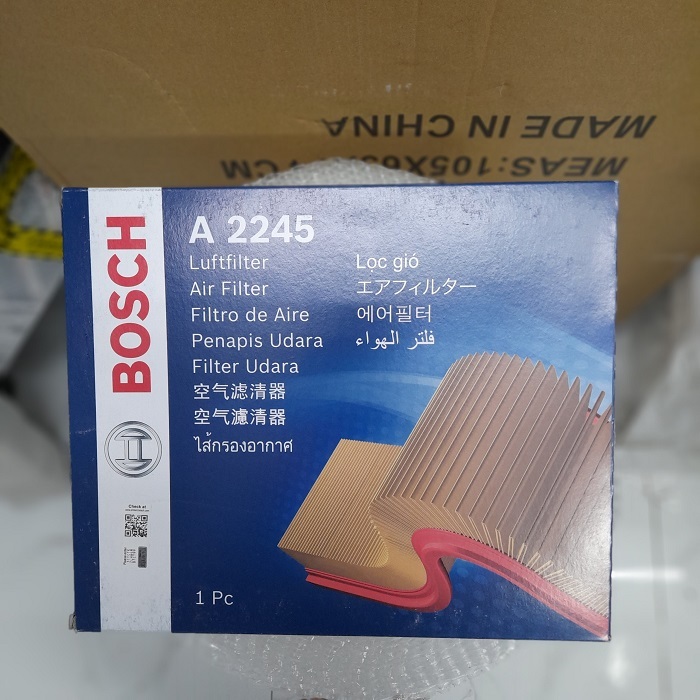 MADE IN CHINA
BOSCH
A 2245
Luftfilter
Air Filter
Filtro de Aire
Penapis Udara
Filter Udara
空气滤清器
空氣濾清器
ไส้กรองอากาศ
Lọc gió
エアフィルター
에어필터
فلتر الهواء
Check at
1 Pc